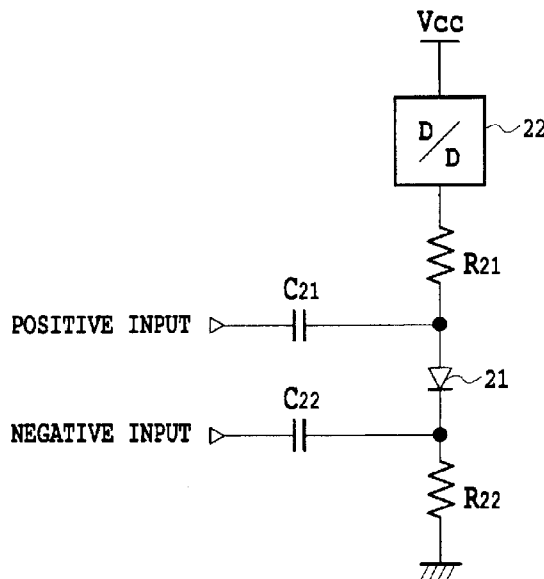 Vcc
D/D
22
R21
C21
POSITIVE INPUT
21
C22
NEGATIVE INPUT
R22